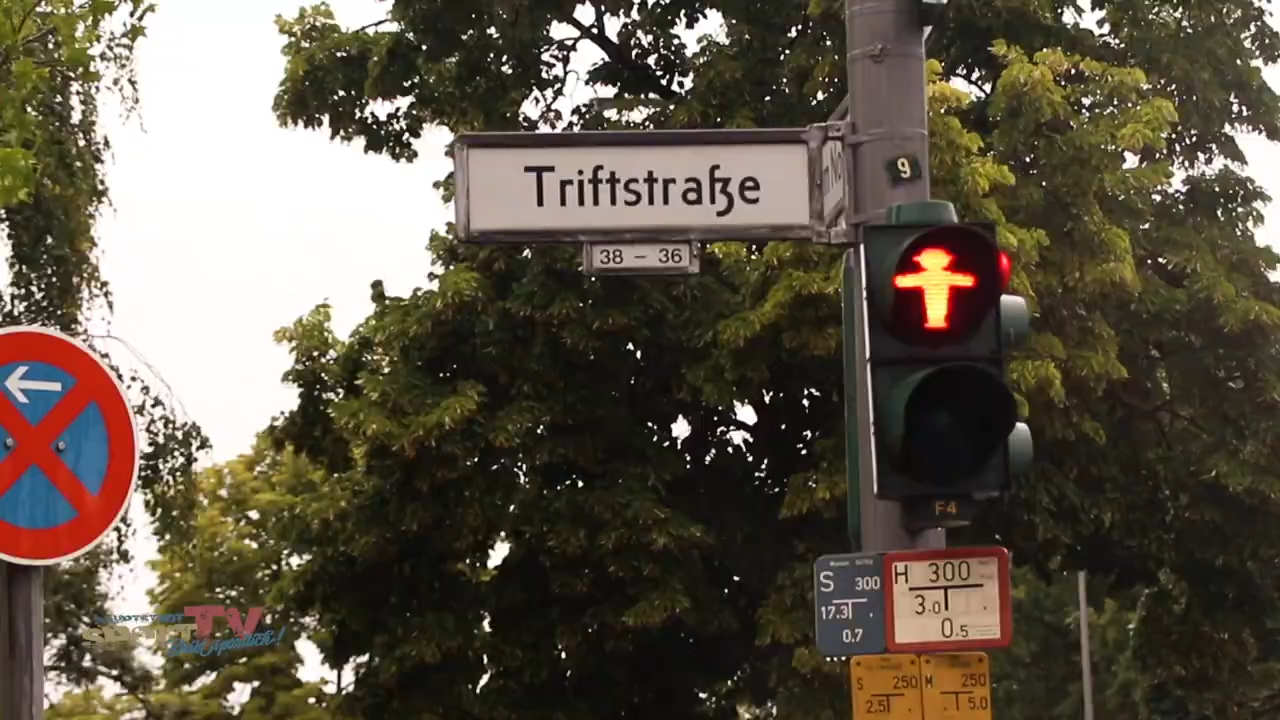 Triftstraße
38 – 36
9
F4
S 300
17.3
0.7
H 300
3.0
0.5
S 250
2.5
M 250
5.0
TV